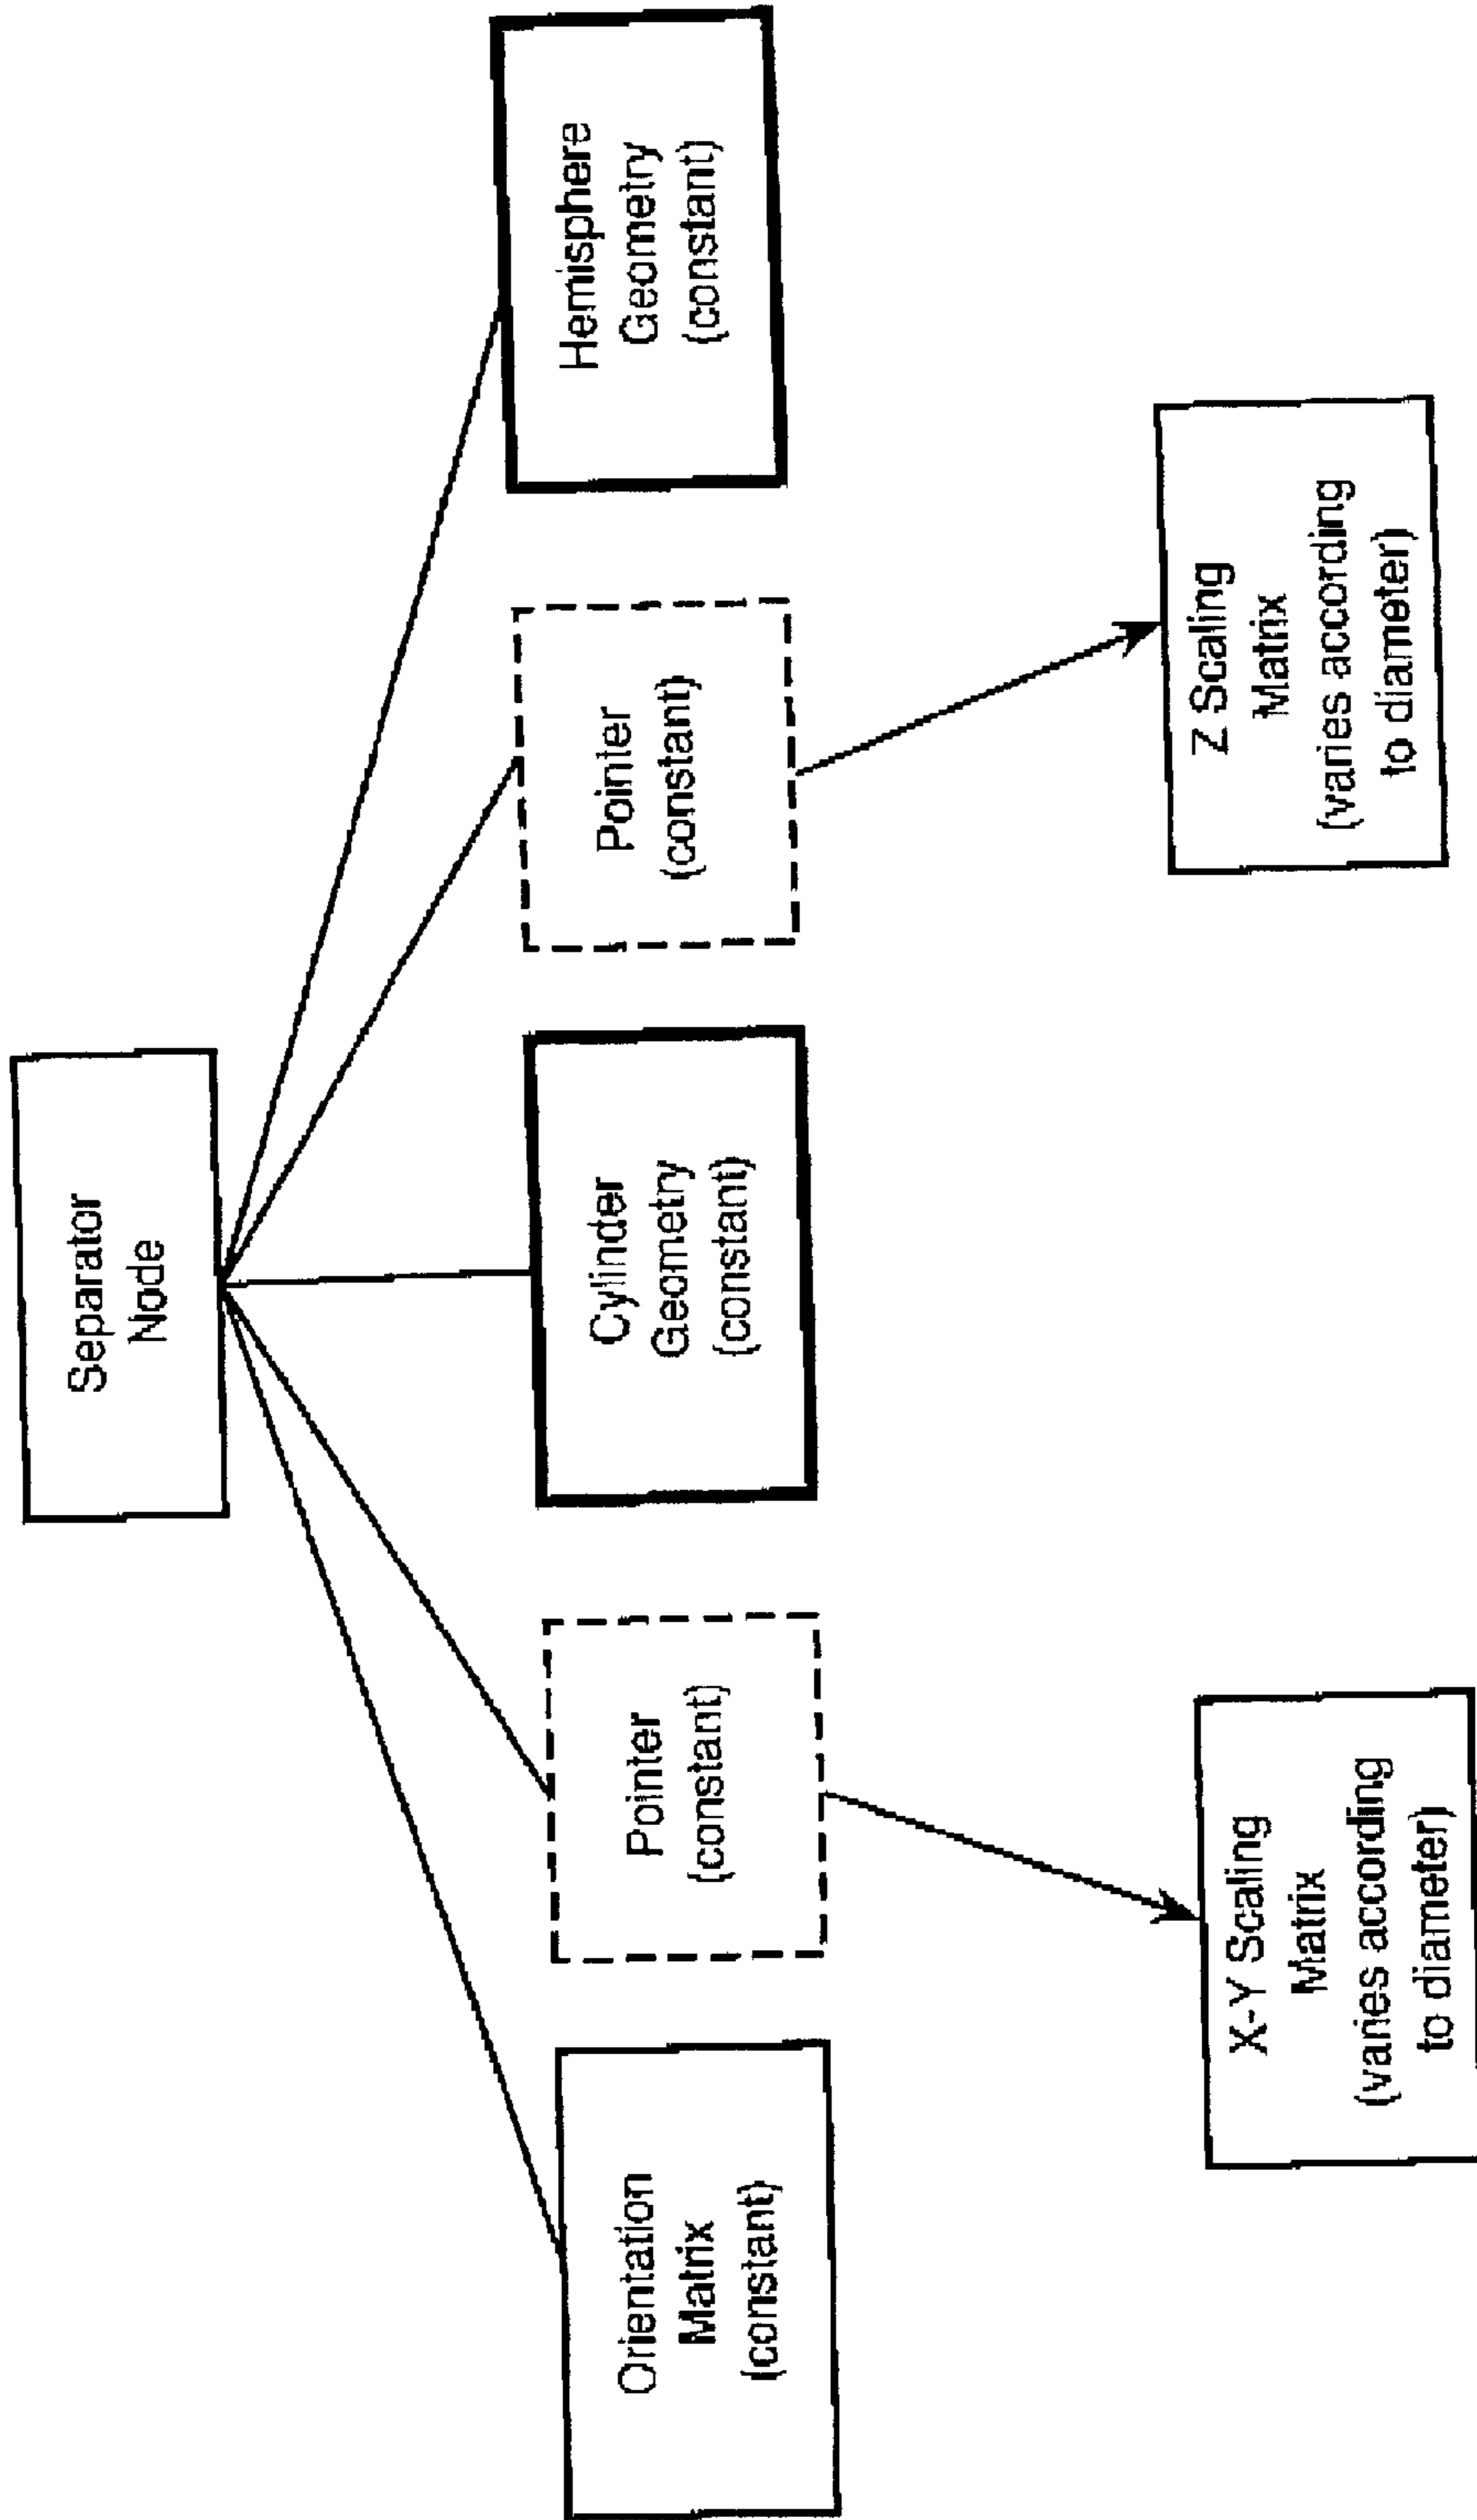 Separator
Node
Orientation
Matrix
(constant)
Pointer
(constant)
Cylinder
Geometry
(constant)
Pointer
(constant)
Hemisphere
Geometry
(constant)
X-Y Scaling
Matrix
(varies according
to diameter)
Z Scaling
Matrix
(varies according
to diameter)